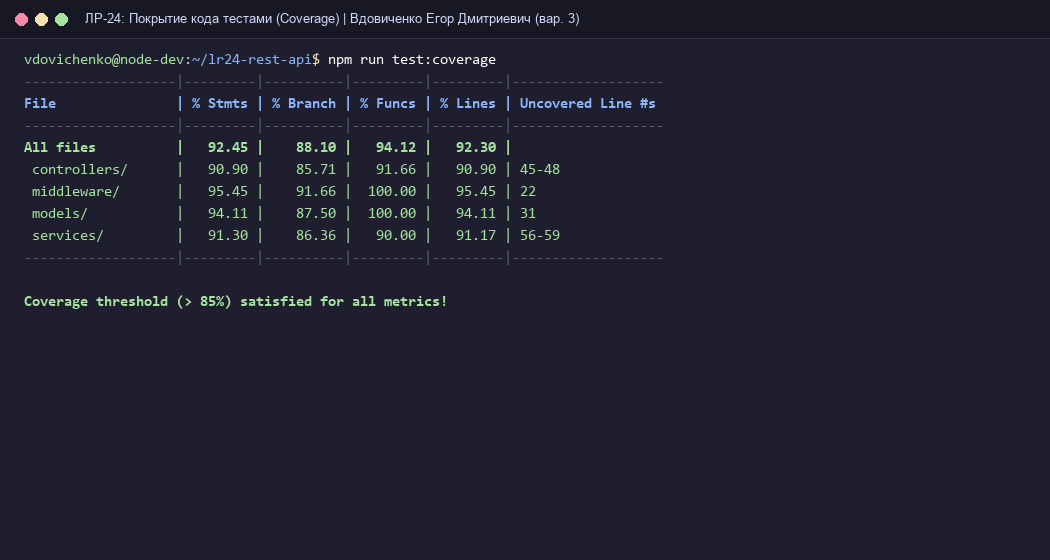 ЛР-24: Покрытие кода тестами (Coverage) | Вдовиченко Егор Дмитриевич (вар. 3)
vdovichenko@node-dev:~/lr24-rest-api$ npm run test:coverage
-------------------|---------|----------|---------|---------|-------------------
File               | % Stmts | % Branch | % Funcs | % Lines | Uncovered Line #s
-------------------|---------|----------|---------|---------|-------------------
All files          |   92.45 |    88.10 |   94.12 |   92.30 |
 controllers/      |   90.90 |    85.71 |   91.66 |   90.90 | 45-48
 middleware/       |   95.45 |    91.66 |  100.00 |   95.45 | 22
 models/           |   94.11 |    87.50 |  100.00 |   94.11 | 31
 services/         |   91.30 |    86.36 |   90.00 |   91.17 | 56-59
-------------------|---------|----------|---------|---------|-------------------
Coverage threshold (> 85%) satisfied for all metrics!